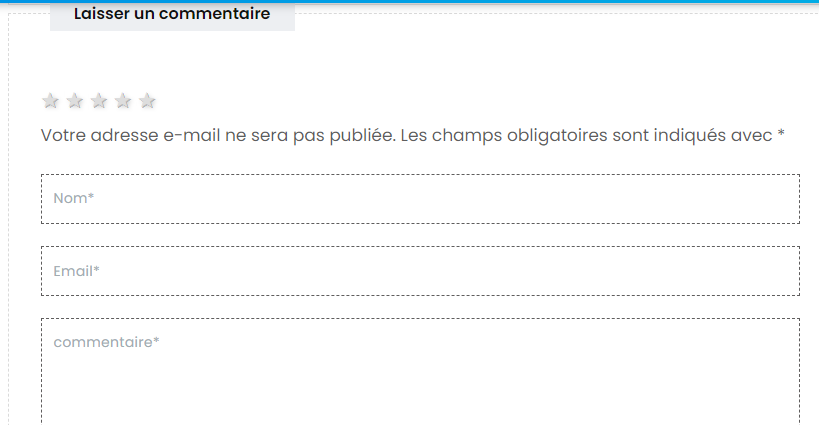 Laisser un commentaire
Votre adresse e-mail ne sera pas publiée. Les champs obligatoires sont indiqués avec *
Nom*
Email*
commentaire*